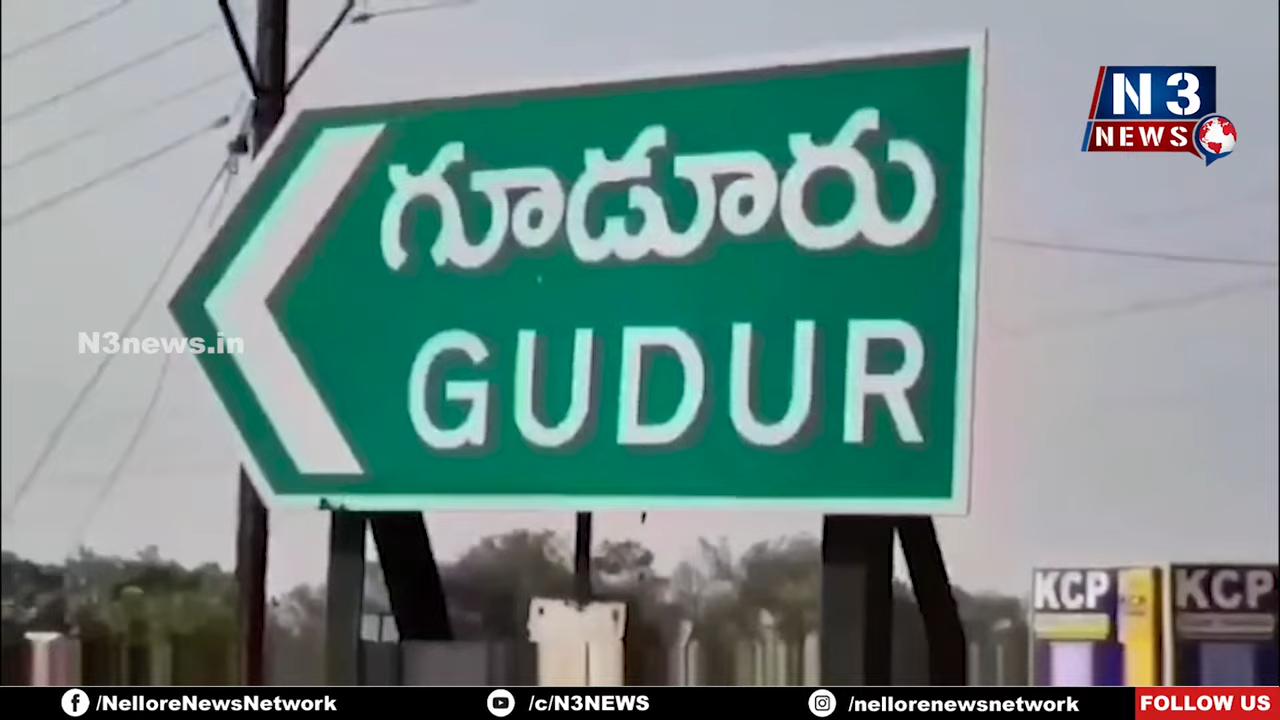 N3
NEWS
గూడూరు
GUDUR
N3news.in
KCP
KCP
/NelloreNewsNetwork
/c/N3NEWS
/nellorenewsnetwork
FOLLOW US